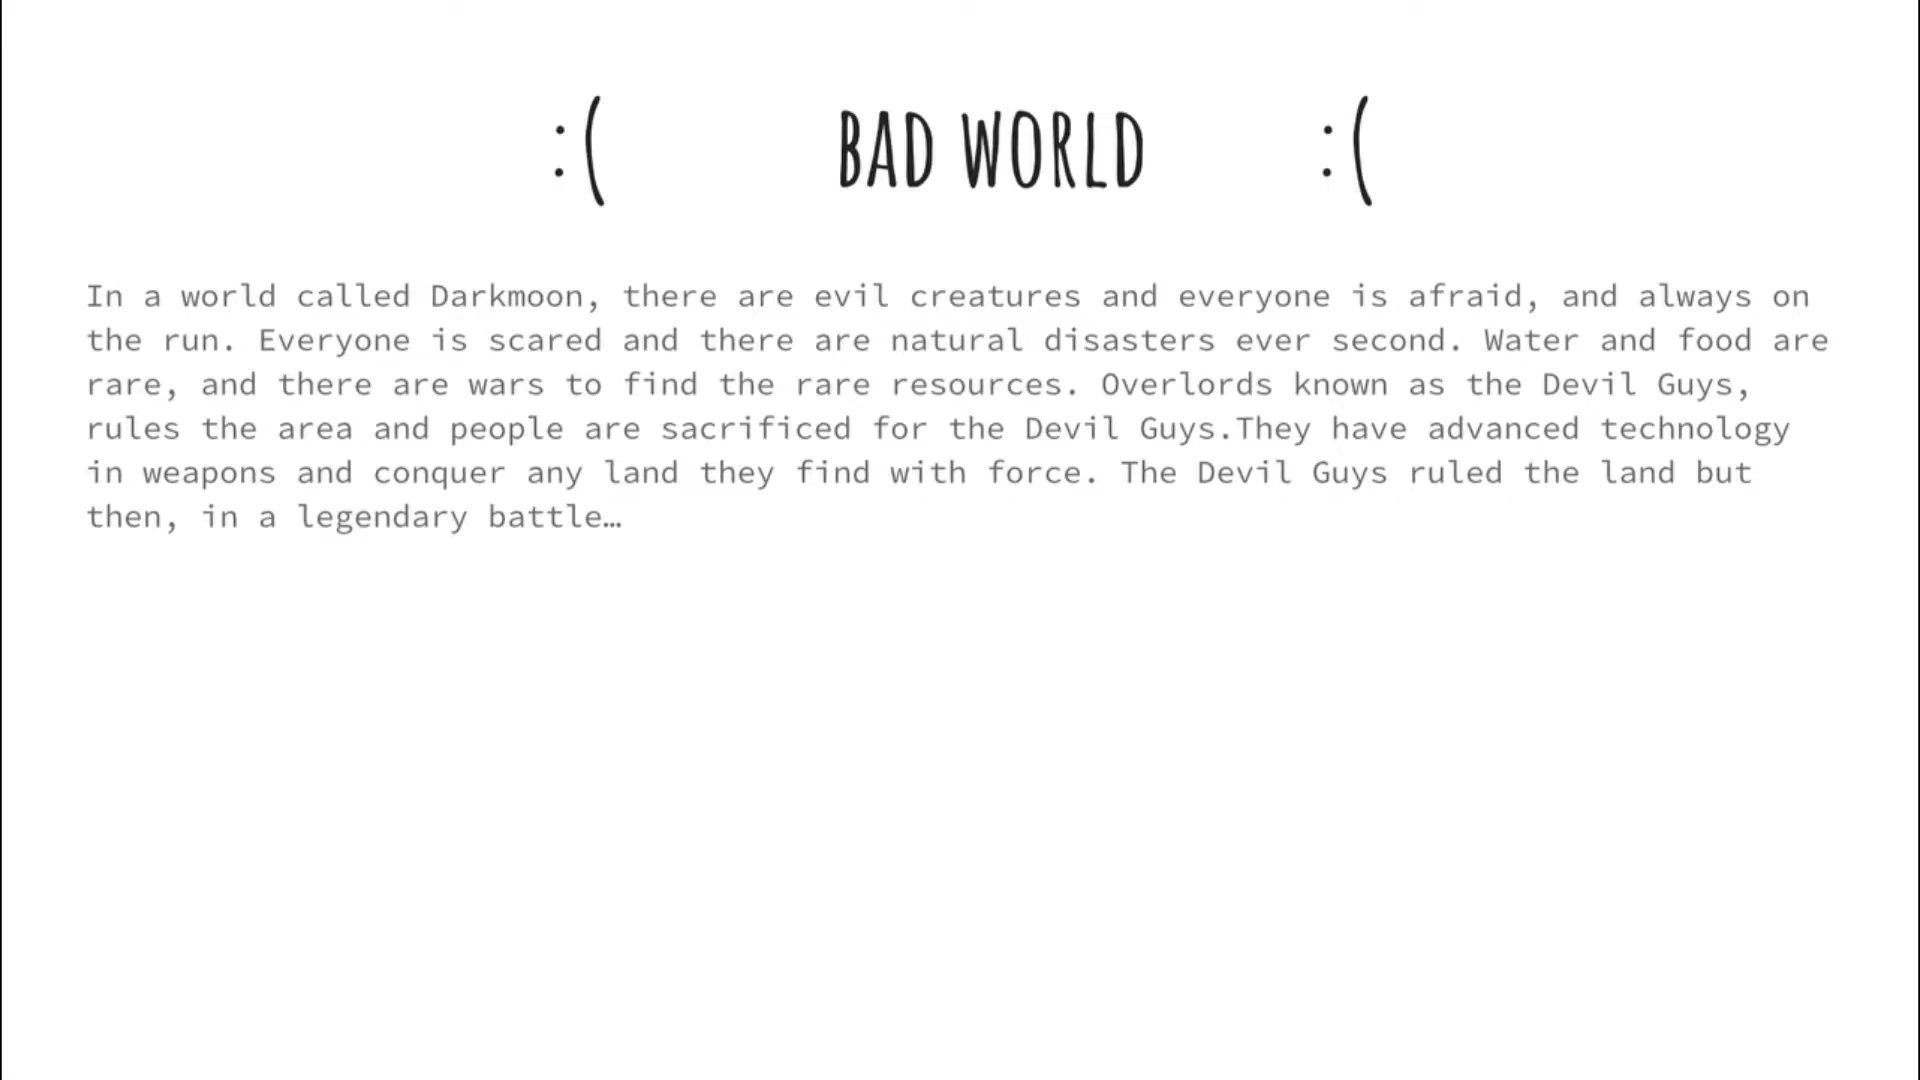 :( BAD WORLD :(
In a world called Darkmoon, there are evil creatures and everyone is afraid, and always on
the run. Everyone is scared and there are natural disasters ever second. Water and food are
rare, and there are wars to find the rare resources. Overlords known as the Devil Guys,
rules the area and people are sacrificed for the Devil Guys.They have advanced technology
in weapons and conquer any land they find with force. The Devil Guys ruled the land but
then, in a legendary battle…